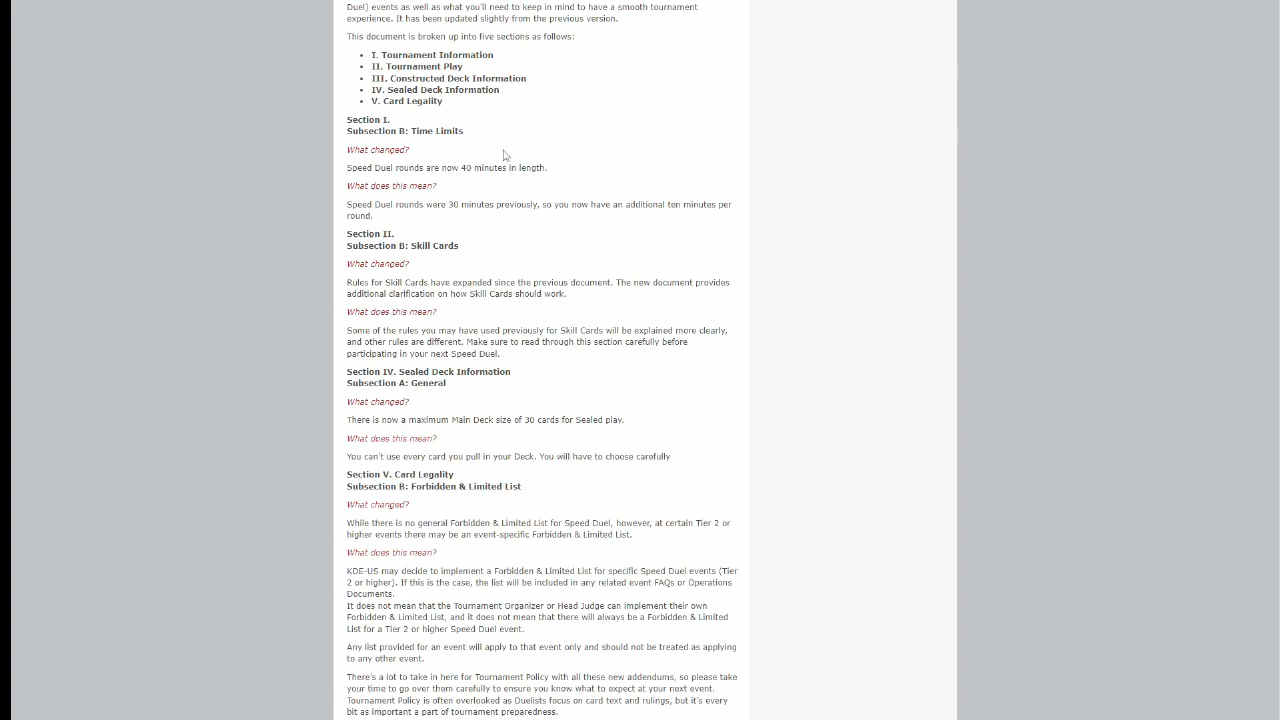 Duel) events as well as what you'll need to keep in mind to have a smooth tournament
experience. It has been updated slightly from the previous version.
This document is broken up into five sections as follows:
• I. Tournament Information
• II. Tournament Play
• III. Constructed Deck Information
• IV. Sealed Deck Information
• V. Card Legality
Section I.
Subsection B: Time Limits
What changed?
Speed Duel rounds are now 40 minutes in length.
What does this mean?
Speed Duel rounds were 30 minutes previously, so you now have an additional ten minutes per
round.
Section II.
Subsection B: Skill Cards
What changed?
Rules for Skill Cards have expanded since the previous document. The new document provides
additional clarification on how Skill Cards should work.
What does this mean?
Some of the rules you may have used previously for Skill Cards will be explained more clearly,
and other rules are different. Make sure to read through this section carefully before
participating in your next Speed Duel.
Section IV. Sealed Deck Information
Subsection A: General
What changed?
There is now a maximum Main Deck size of 30 cards for Sealed play.
What does this mean?
You can't use every card you pull in your Deck. You will have to choose carefully
Section V. Card Legality
Subsection B: Forbidden & Limited List
What changed?
While there is no general Forbidden & Limited List for Speed Duel, however, at certain Tier 2 or
higher events there may be an event-specific Forbidden & Limited List.
What does this mean?
KDE-US may decide to implement a Forbidden & Limited List for specific Speed Duel events (Tier
2 or higher]. If this is the case, the list will be included in any related event FAQs or Operations
Documents.
It does not mean that the Tournament Organizer or Head Judge can implement their own
Forbidden & Limited List, and it does not mean that there will always be a Forbidden & Limited
List for a Tier 2 or higher Speed Duel event.
Any list provided for an event will apply to that event only and should not be treated as applying
to any other event.
There's a lot to take in here for Tournament Policy with all these new addendums, so please take
your time to go over them carefully to ensure you know what to expect at your next event.
Tournament Policy is often overlooked as Duelists focus on card text and rulings, but it's every
bit as important a part of tournament preparedness.